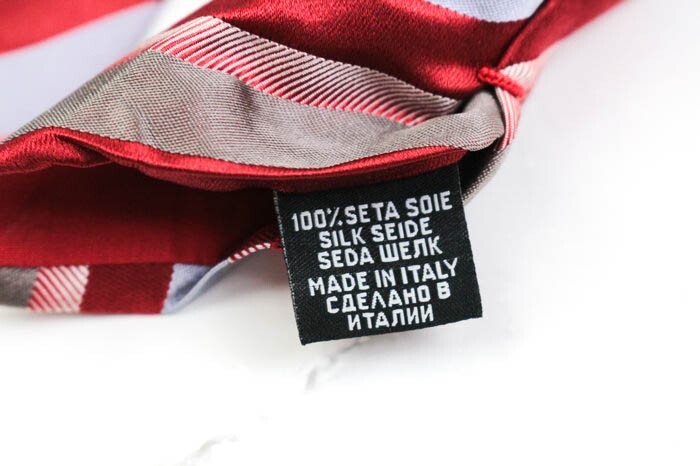 100% SETA SOIE
SILK SEIDE
SEDA ШЕЛК
MADE IN ITALY
СДЕЛАНО В
ИТАЛИИ